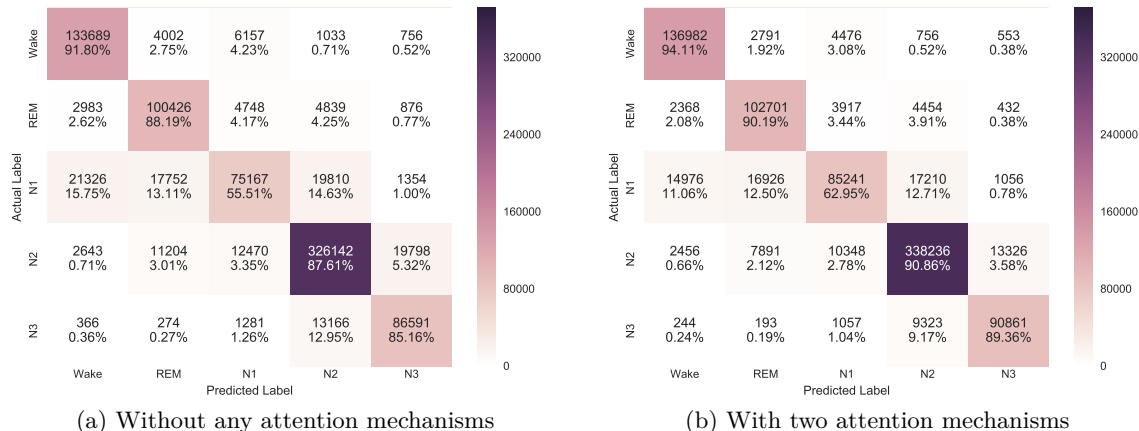 133689 4002 6157 1033 756
91.80% 2.75% 4.23% 0.71% 0.52%
2983 100426 4748 4839 876
2.62% 88.19% 4.17% 4.25% 0.77%
21326 17752 75167 19810 1354
15.75% 13.11% 55.51% 14.63% 1.00%
2643 11204 12470 326142 19798
0.71% 3.01% 3.35% 87.61% 5.32%
366 274 1281 13166 86591
0.36% 0.27% 1.26% 12.95% 85.16%
Wake
REM
N1
N2
N3
Actual Label
Wake REM N1 N2 N3
Predicted Label
320000
240000
160000
80000
0
(a) Without any attention mechanisms
136982 2791 4476 756 553
94.11% 1.92% 3.08% 0.52% 0.38%
2368 102701 3917 4454 432
2.08% 90.19% 3.44% 3.91% 0.38%
14976 16926 85241 17210 1056
11.06% 12.50% 62.95% 12.71% 0.78%
2456 7891 10348 338236 13326
0.66% 2.12% 2.78% 90.86% 3.58%
244 193 1057 9323 90861
0.24% 0.19% 1.04% 9.17% 89.36%
Wake
REM
N1
N2
N3
Actual Label
Wake REM N1 N2 N3
Predicted Label
320000
240000
160000
80000
0
(b) With two attention mechanisms